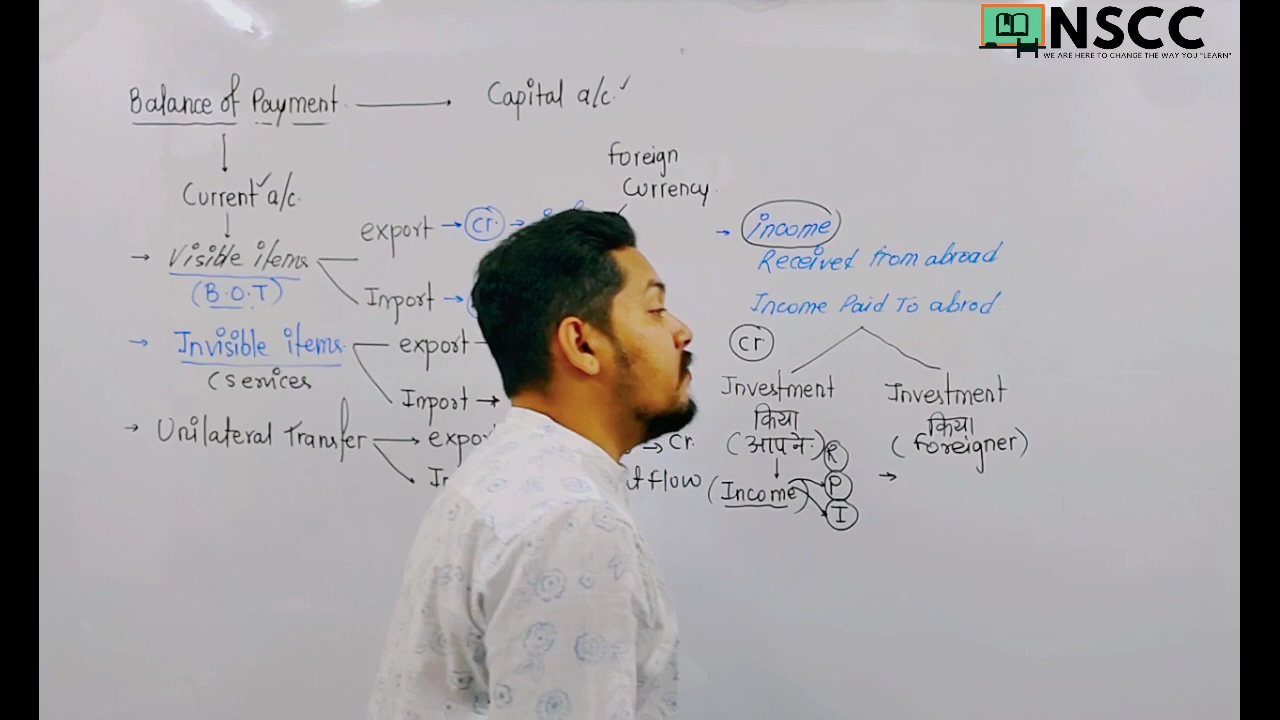 NSCC
WE ARE HERE TO CHANGE THE WAY YOU "LEARN"
Balance of Payment → Capital a/c.
Current a/c.
→ Visible items
(B.O.T)
export → Cr. →
Import →
foreign
Currency.
→ Invisible items.
(Services
export
Import →
→ Unilateral Transfer → 
→ Cr.
flow
→ income
Received from abroad
Income Paid To abrod.
Cr
Investment
किया
(आपने)
(Income)
R
P
I
Investment
किया
(foreigner)
→